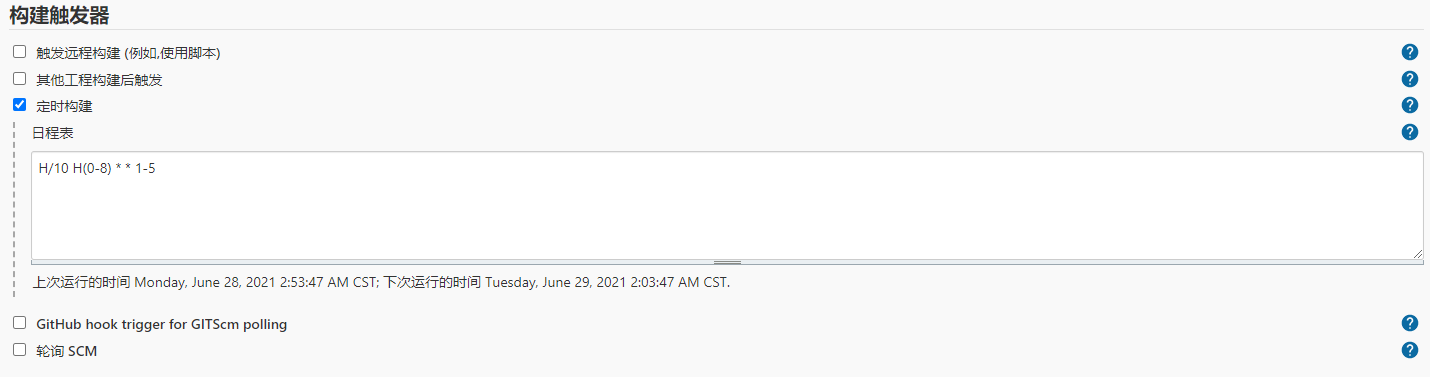 构建触发器
触发远程构建 (例如,使用脚本)
其他工程构建后触发
定时构建
日程表
H/10 H(0-8) * * 1-5
上次运行的时间 Monday, June 28, 2021 2:53:47 AM CST; 下次运行的时间 Tuesday, June 29, 2021 2:03:47 AM CST.
GitHub hook trigger for GITScm polling
轮询 SCM